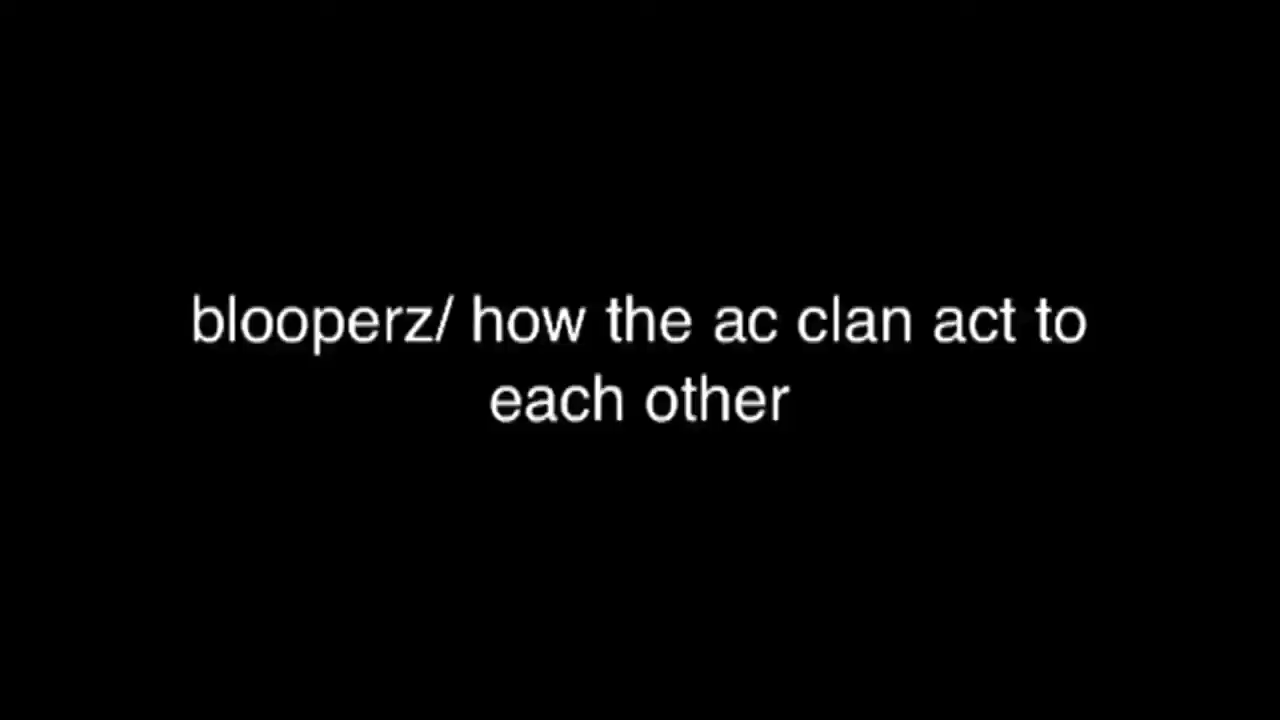 blooperz/ how the ac clan act to
each other